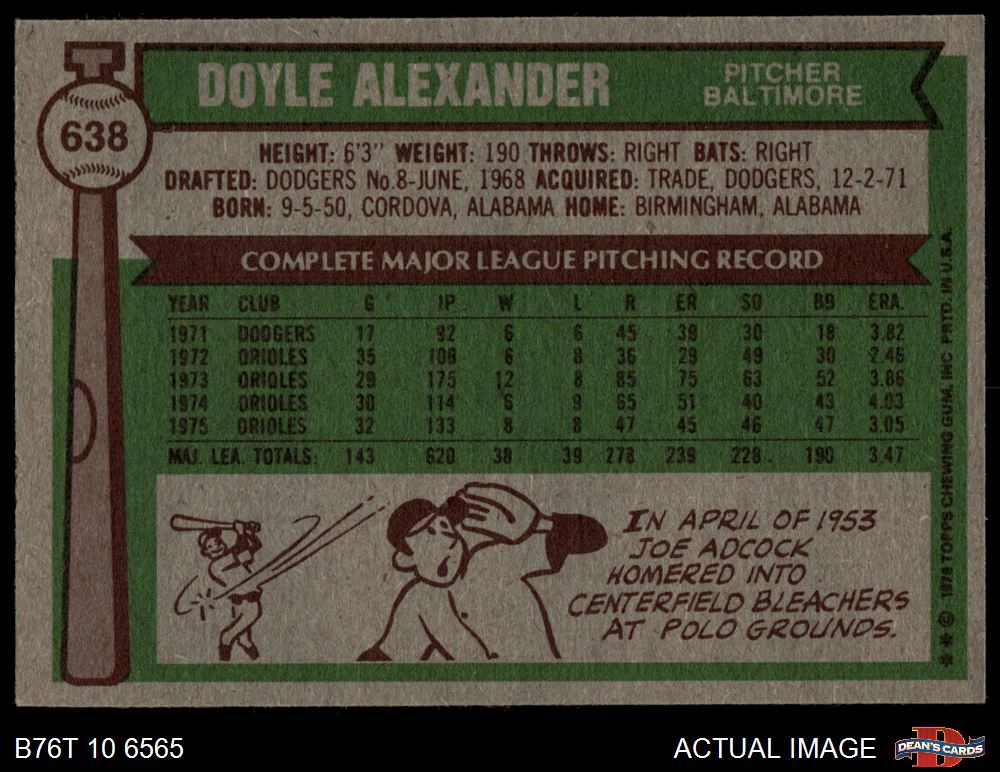 638
DOYLE ALEXANDER
PITCHER
BALTIMORE
HEIGHT: 6'3" WEIGHT: 190 THROWS: RIGHT BATS: RIGHT
DRAFTED: DODGERS No.8-JUNE, 1968 ACQUIRED: TRADE, DODGERS, 12-2-71
BORN: 9-5-50, CORDOVA, ALABAMA HOME: BIRMINGHAM, ALABAMA
COMPLETE MAJOR LEAGUE PITCHING RECORD
YEAR CLUB G IP W L R ER SO BB ERA.
1971 DODGERS 17 92 6 6 45 39 30 18 3.82
1972 ORIOLES 35 106 6 8 36 29 49 30 2.46
1973 ORIOLES 29 175 12 8 85 75 63 52 3.86
1974 ORIOLES 30 114 6 9 65 51 40 43 4.03
1975 ORIOLES 32 133 8 8 47 45 46 47 3.05
MAJ. LEA. TOTALS: 143 620 38 39 278 239 228 190 3.47
IN APRIL OF 1953
JOE ADCOCK
HOMERED INTO
CENTERFIELD BLEACHERS
AT POLO GROUNDS.
** © 1976 TOPPS CHEWING GUM, INC. PRTD. IN U.S.A.
B76T 10 6565
ACTUAL IMAGE
D
DEAN'S CARDS